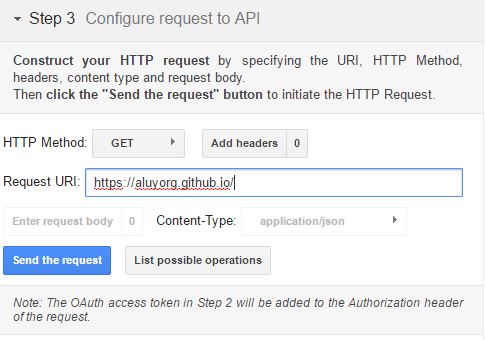 Step 3 Configure request to API
Construct your HTTP request by specifying the URI, HTTP Method,
headers, content type and request body.
Then click the "Send the request" button to initiate the HTTP Request.
HTTP Method: GET Add headers 0
Request URI: https://aluyorg.github.io/
Enter request body 0 Content-Type: application/json
Send the request List possible operations
Note: The OAuth access token in Step 2 will be added to the Authorization header
of the request.